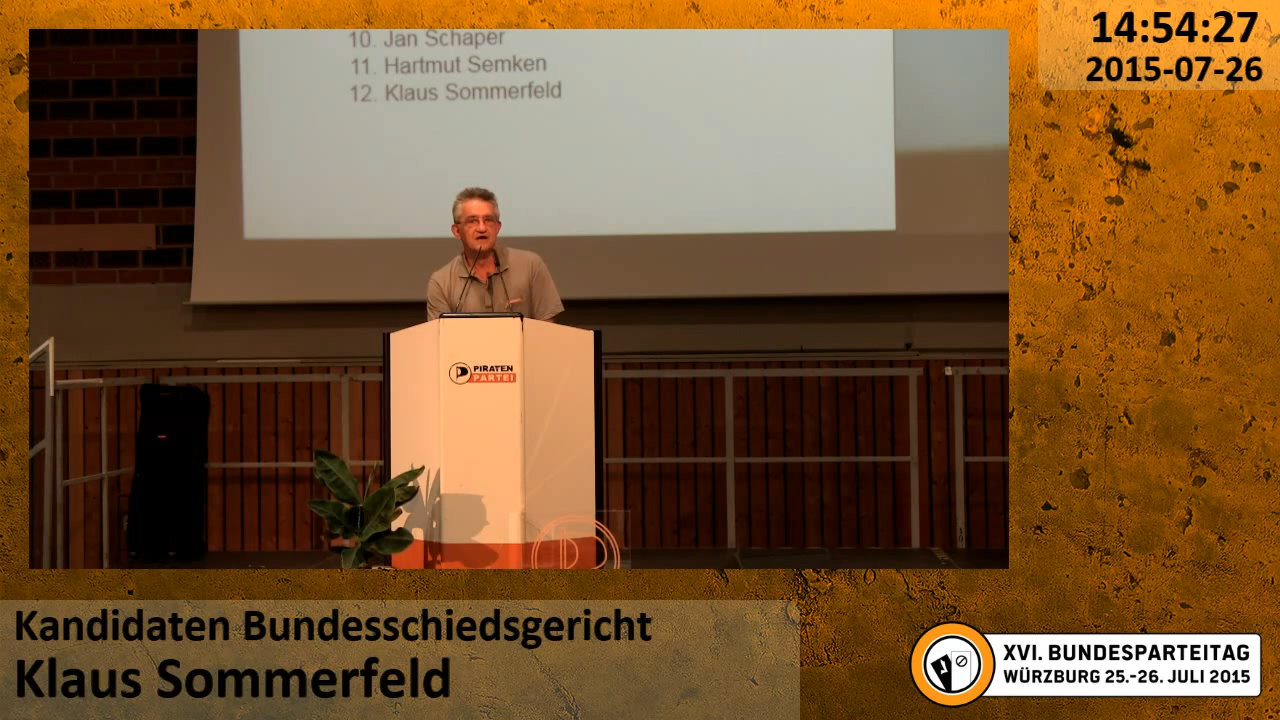 14:54:27
2015-07-26
10. Jan Schaper
11. Hartmut Semken
12. Klaus Sommerfeld
PIRATEN
PARTEI
Kandidaten Bundesschiedsgericht
Klaus Sommerfeld
XVI. BUNDESPARTEITAG
WÜRZBURG 25.-26. JULI 2015